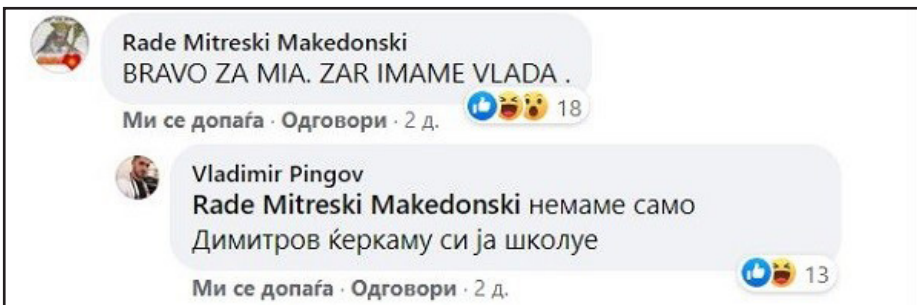 Rade Mitreski Makedonski
BRAVO ZA MIA. ZAR IMAME VLADA .
18
Ми се допаѓа · Одговори · 2 д.
Vladimir Pingov
Rade Mitreski Makedonski немаме само
Димитров ќеркаму си ја школуе
13
Ми се допаѓа · Одговори · 2 д.